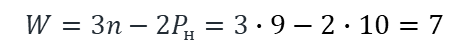 W = 3n − 2Pн = 3 · 9 − 2 · 10 = 7